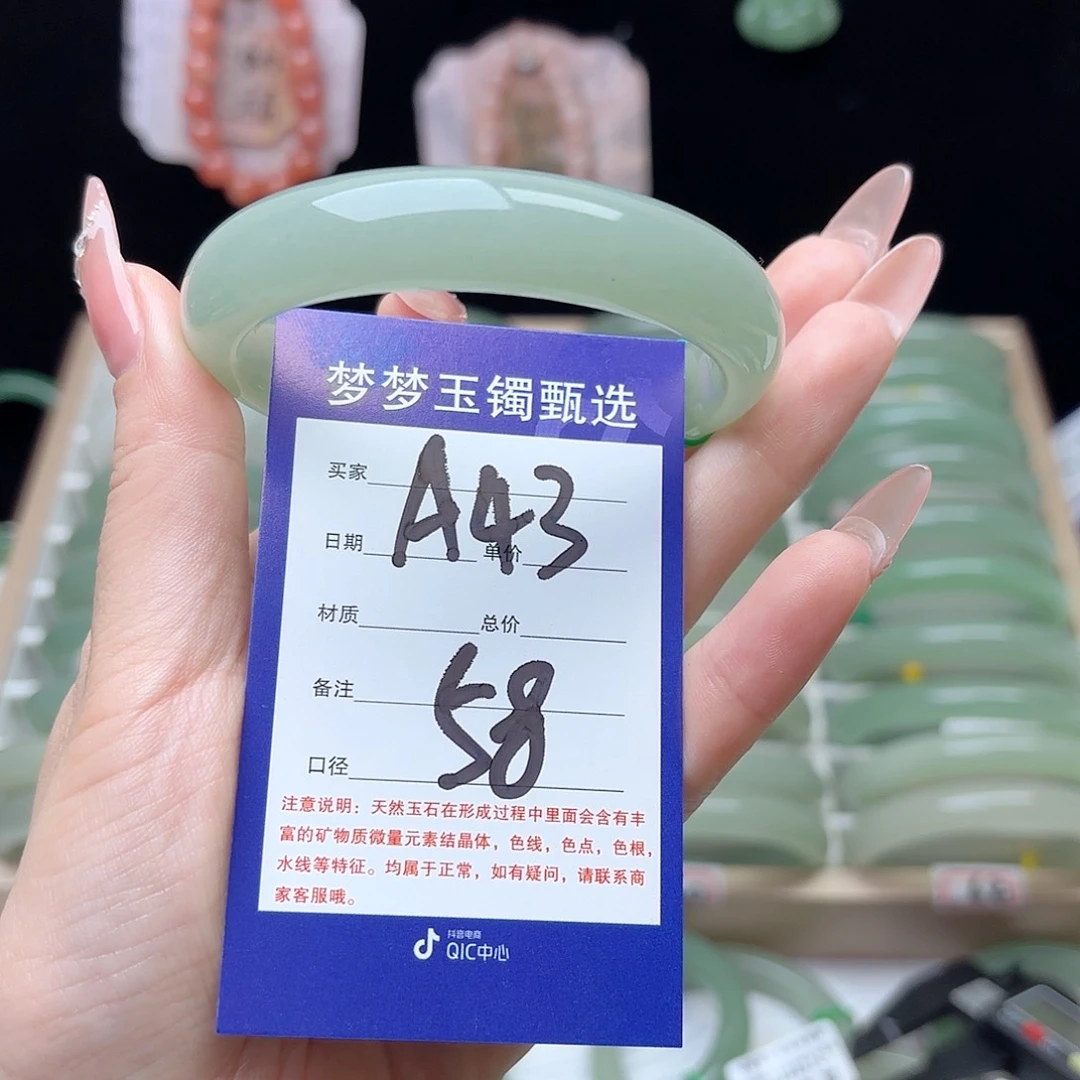 梦梦玉镯甄选
买家 A43
日期 单价
材质 总价
备注 58
口径
注意说明：天然玉石在形成过程中里面会含有丰
富的矿物质微量元素结晶体，色线，色点，色根，
水线等特征。均属于正常，如有疑问，请联系商
家客服哦。
抖音电商
QIC中心